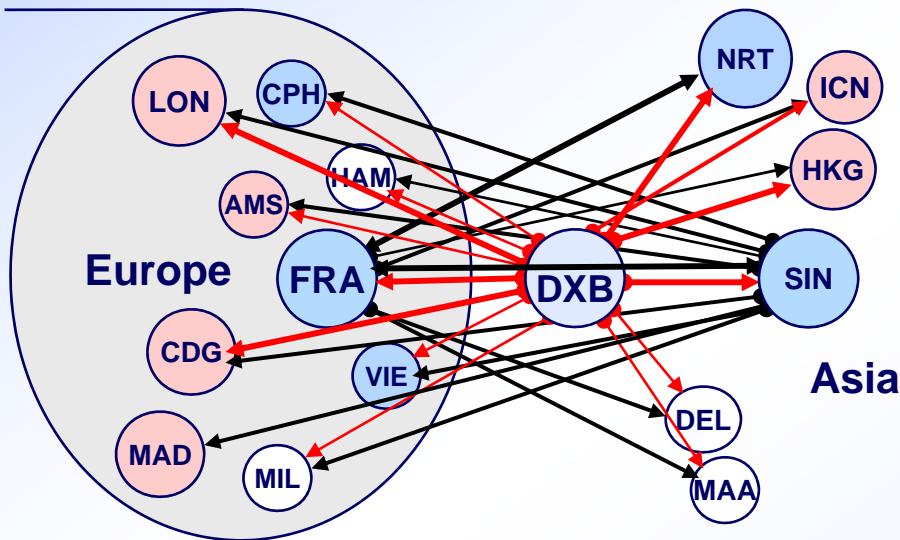 NRT
ICN
LON
CPH
HKG
HAM
AMS
Europe
FRA
DXB
SIN
CDG
VIE
Asia
DEL
MAD
MIL
MAA